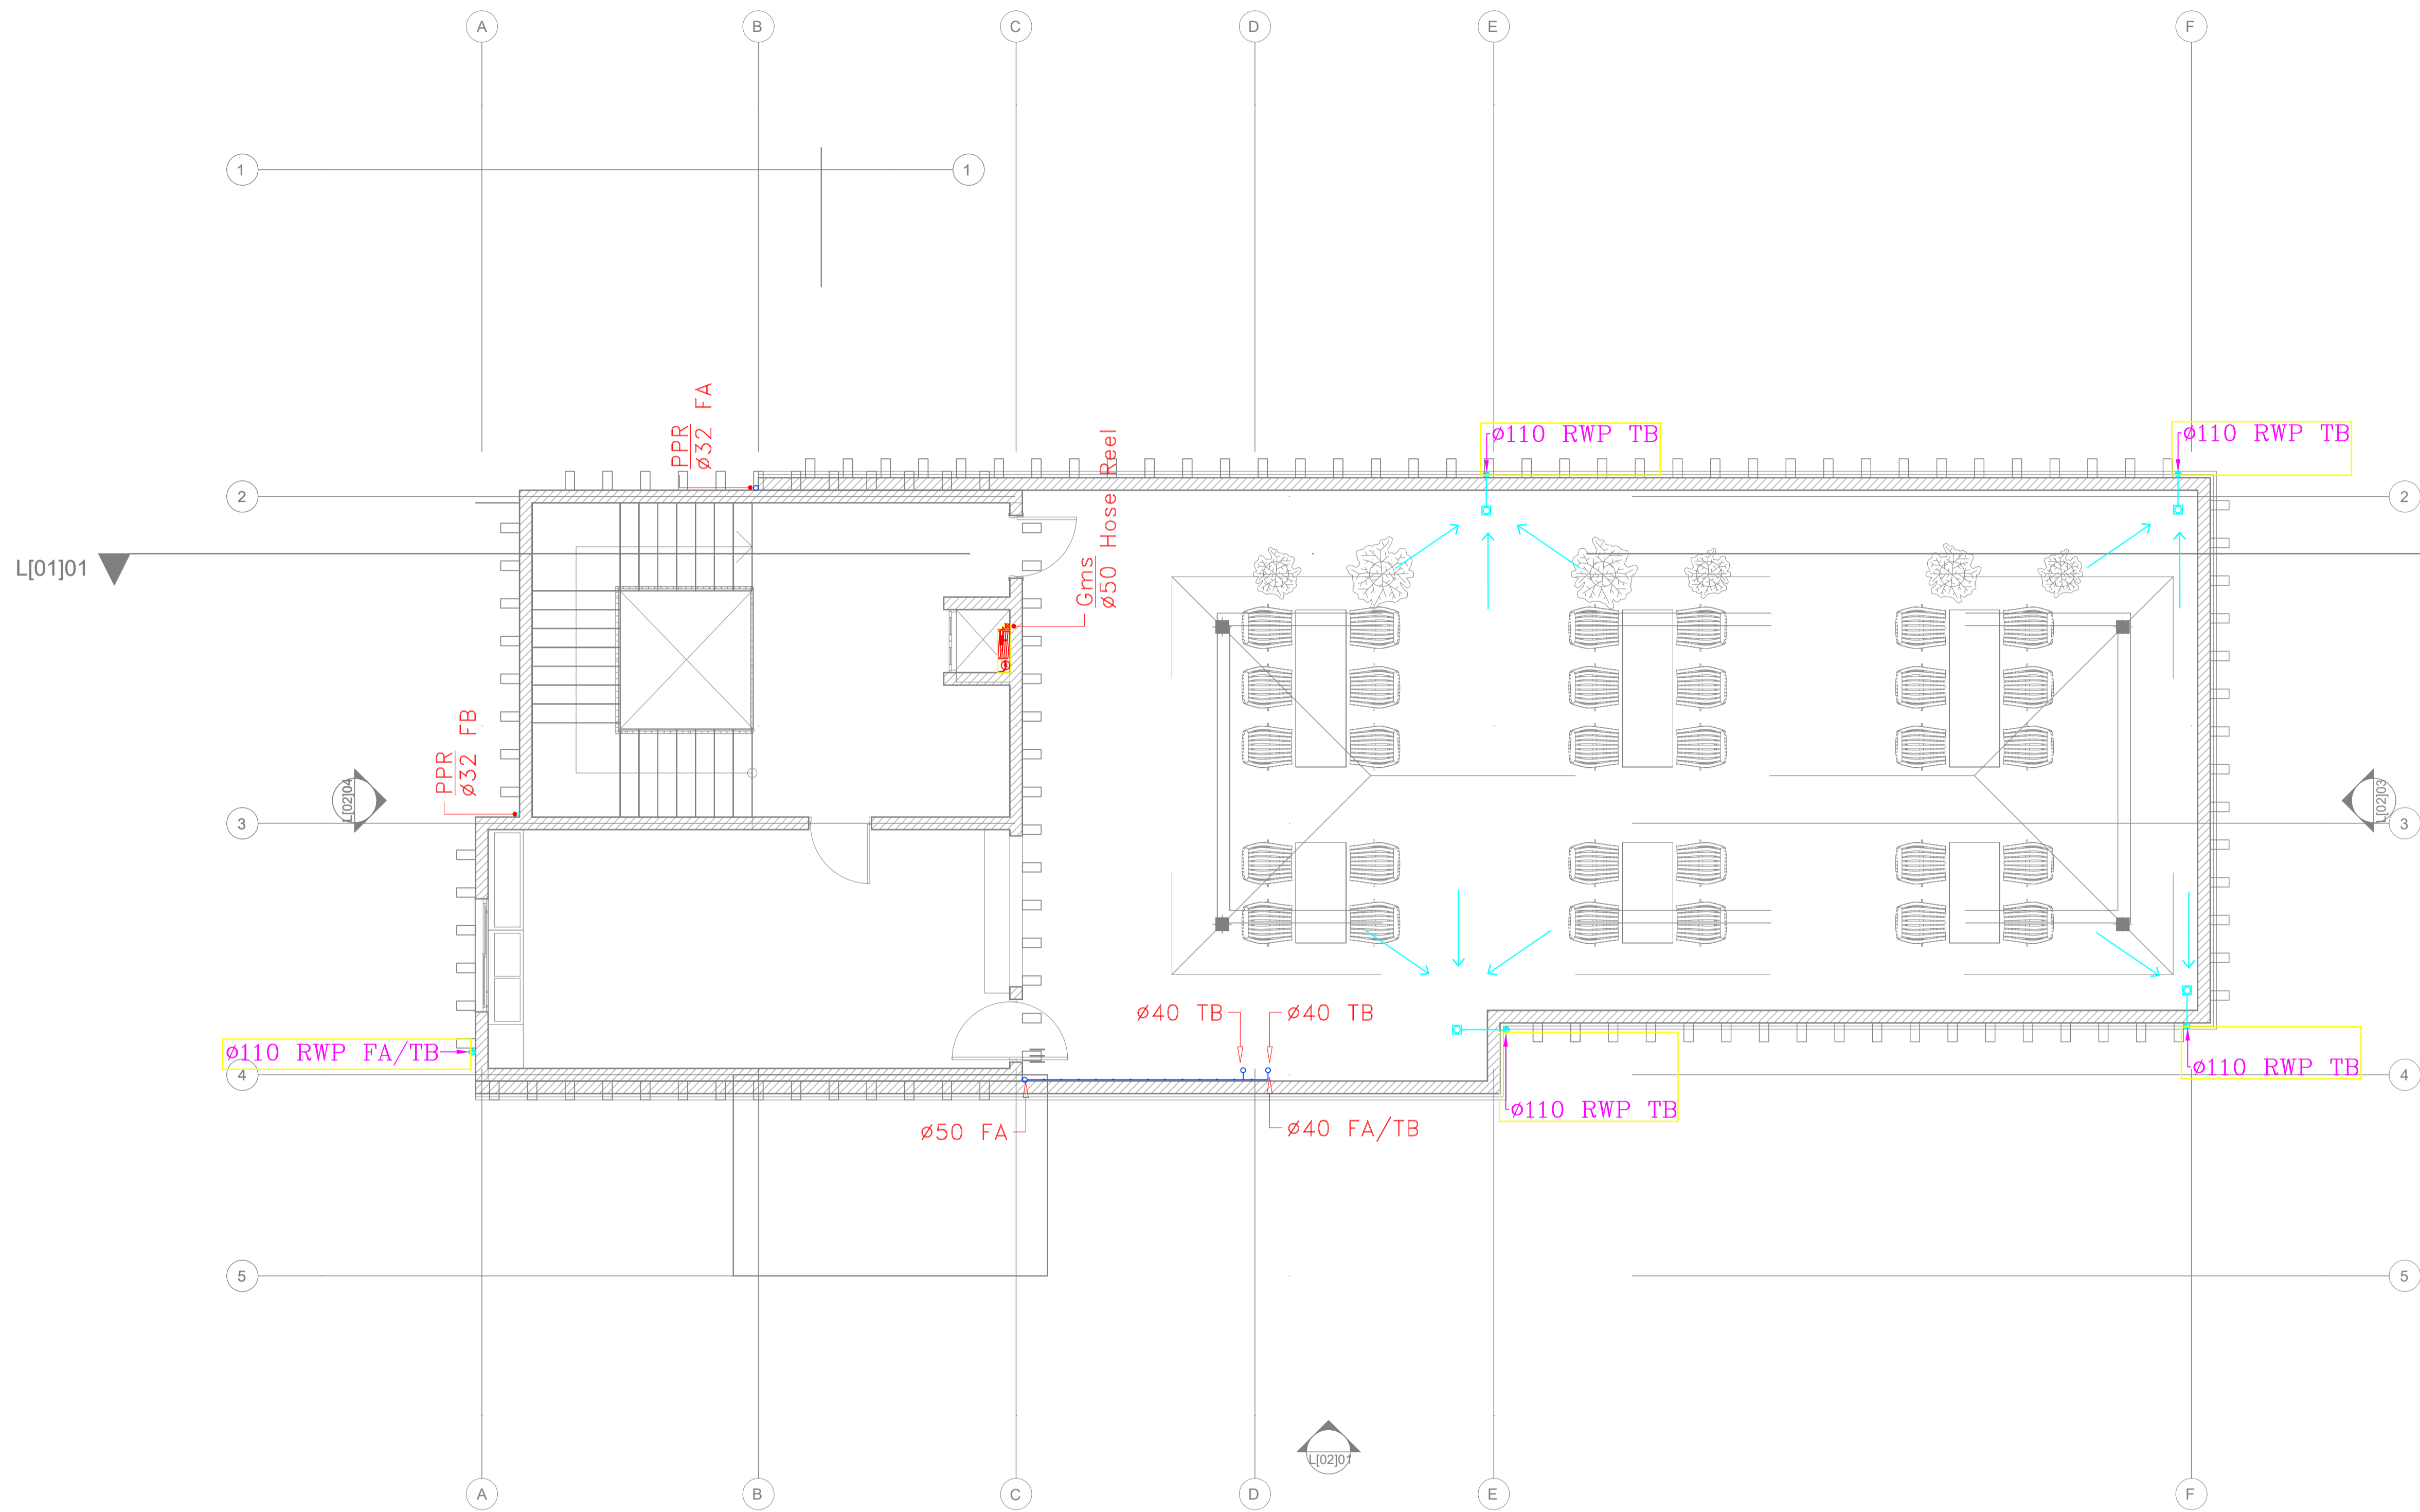 A
B
C
D
E
F
1
1
PPR
ø32 FA
Gms
ø50 Hose Reel
ø110 RWP TB
ø110 RWP TB
2
2
L[01]01
PPR
ø32 FB
L[02]04
L[02]03
3
3
ø40 TB
ø40 TB
ø110 RWP FA/TB
ø110 RWP TB
4
4
ø110 RWP TB
ø50 FA
ø40 FA/TB
5
5
L[02]01
A
B
C
D
E
F